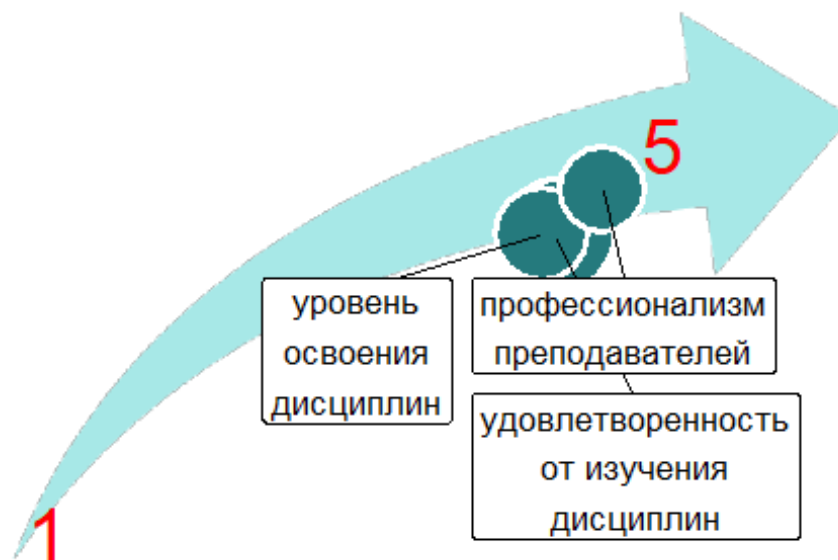 5
уровень
освоения
дисциплин
профессионализм
преподавателей
удовлетворенность
от изучения
дисциплин
1